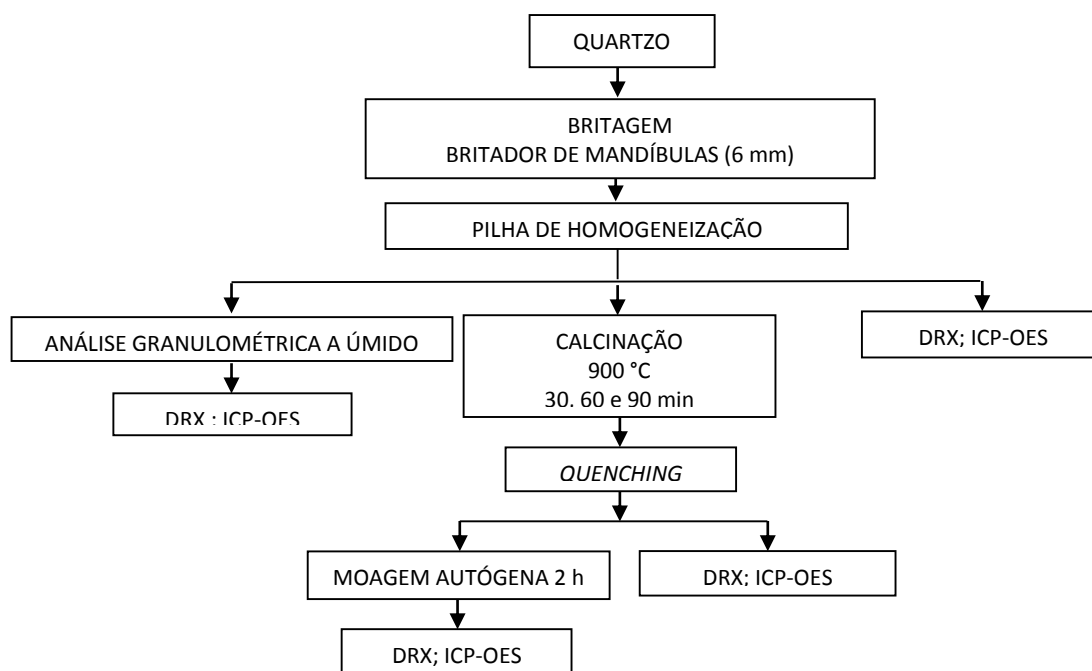 QUARTZO
BRITAGEM
BRITADOR DE MANDÍBULAS (6 mm)
PILHA DE HOMOGENEIZAÇÃO
ANÁLISE GRANULOMÉTRICA A ÚMIDO
CALCINAÇÃO
900 °C
30. 60 e 90 min
DRX; ICP-OES
DRX ; ICP-OES
QUENCHING
MOAGEM AUTÓGENA 2 h
DRX; ICP-OES
DRX; ICP-OES